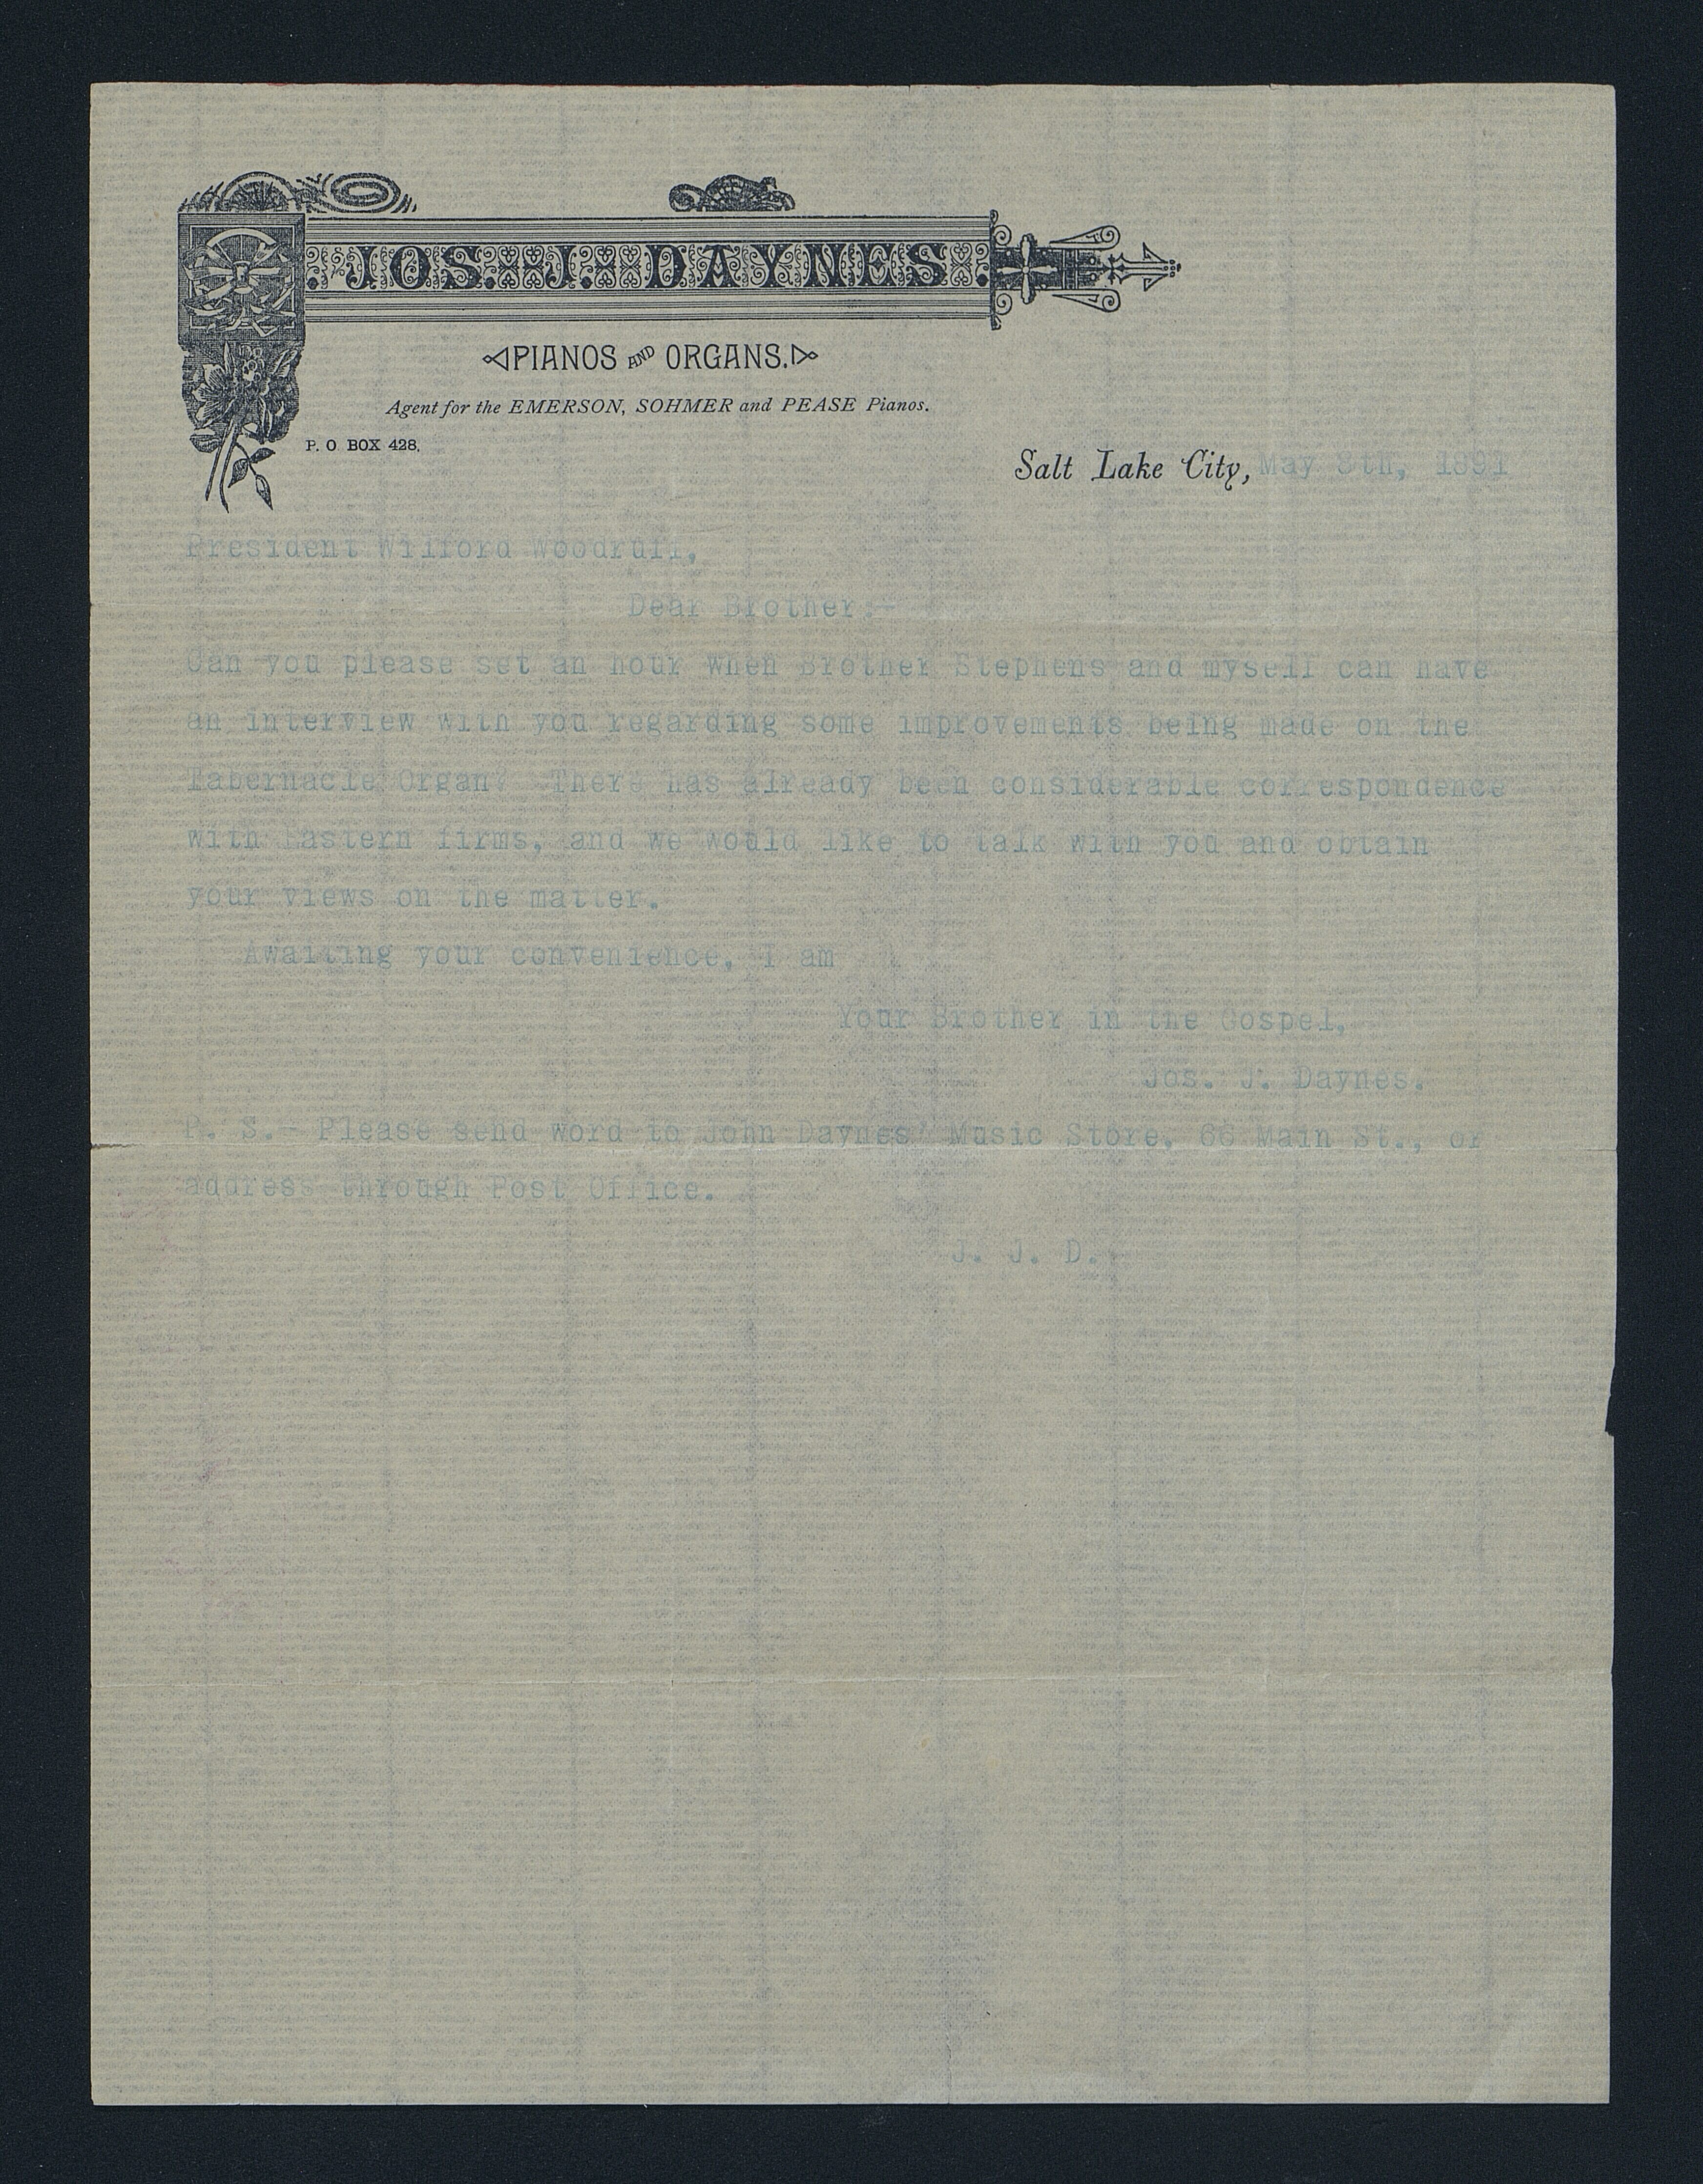 JOS. J. DAYNES.
PIANOS AND ORGANS.
Agent for the EMERSON, SOHMER and PEASE Pianos.
P. O BOX 428.
Salt Lake City, May 8th, 1891
President Wilford Woodruff,
Dear Brother:-
Can you please set an hour when Brother Stephens and myself can have
an interview with you regarding some improvements being made on the
Tabernacle Organ? There has already been considerable correspondence
with Eastern firms, and we would like to talk with you and obtain
your views on the matter.
Awaiting your convenience, I am
Your Brother in the Gospel,
Jos. J. Daynes.
P. S.- Please send word to John Daynes' Music Store, 66 Main St., or
address through Post Office.
J. J. D.